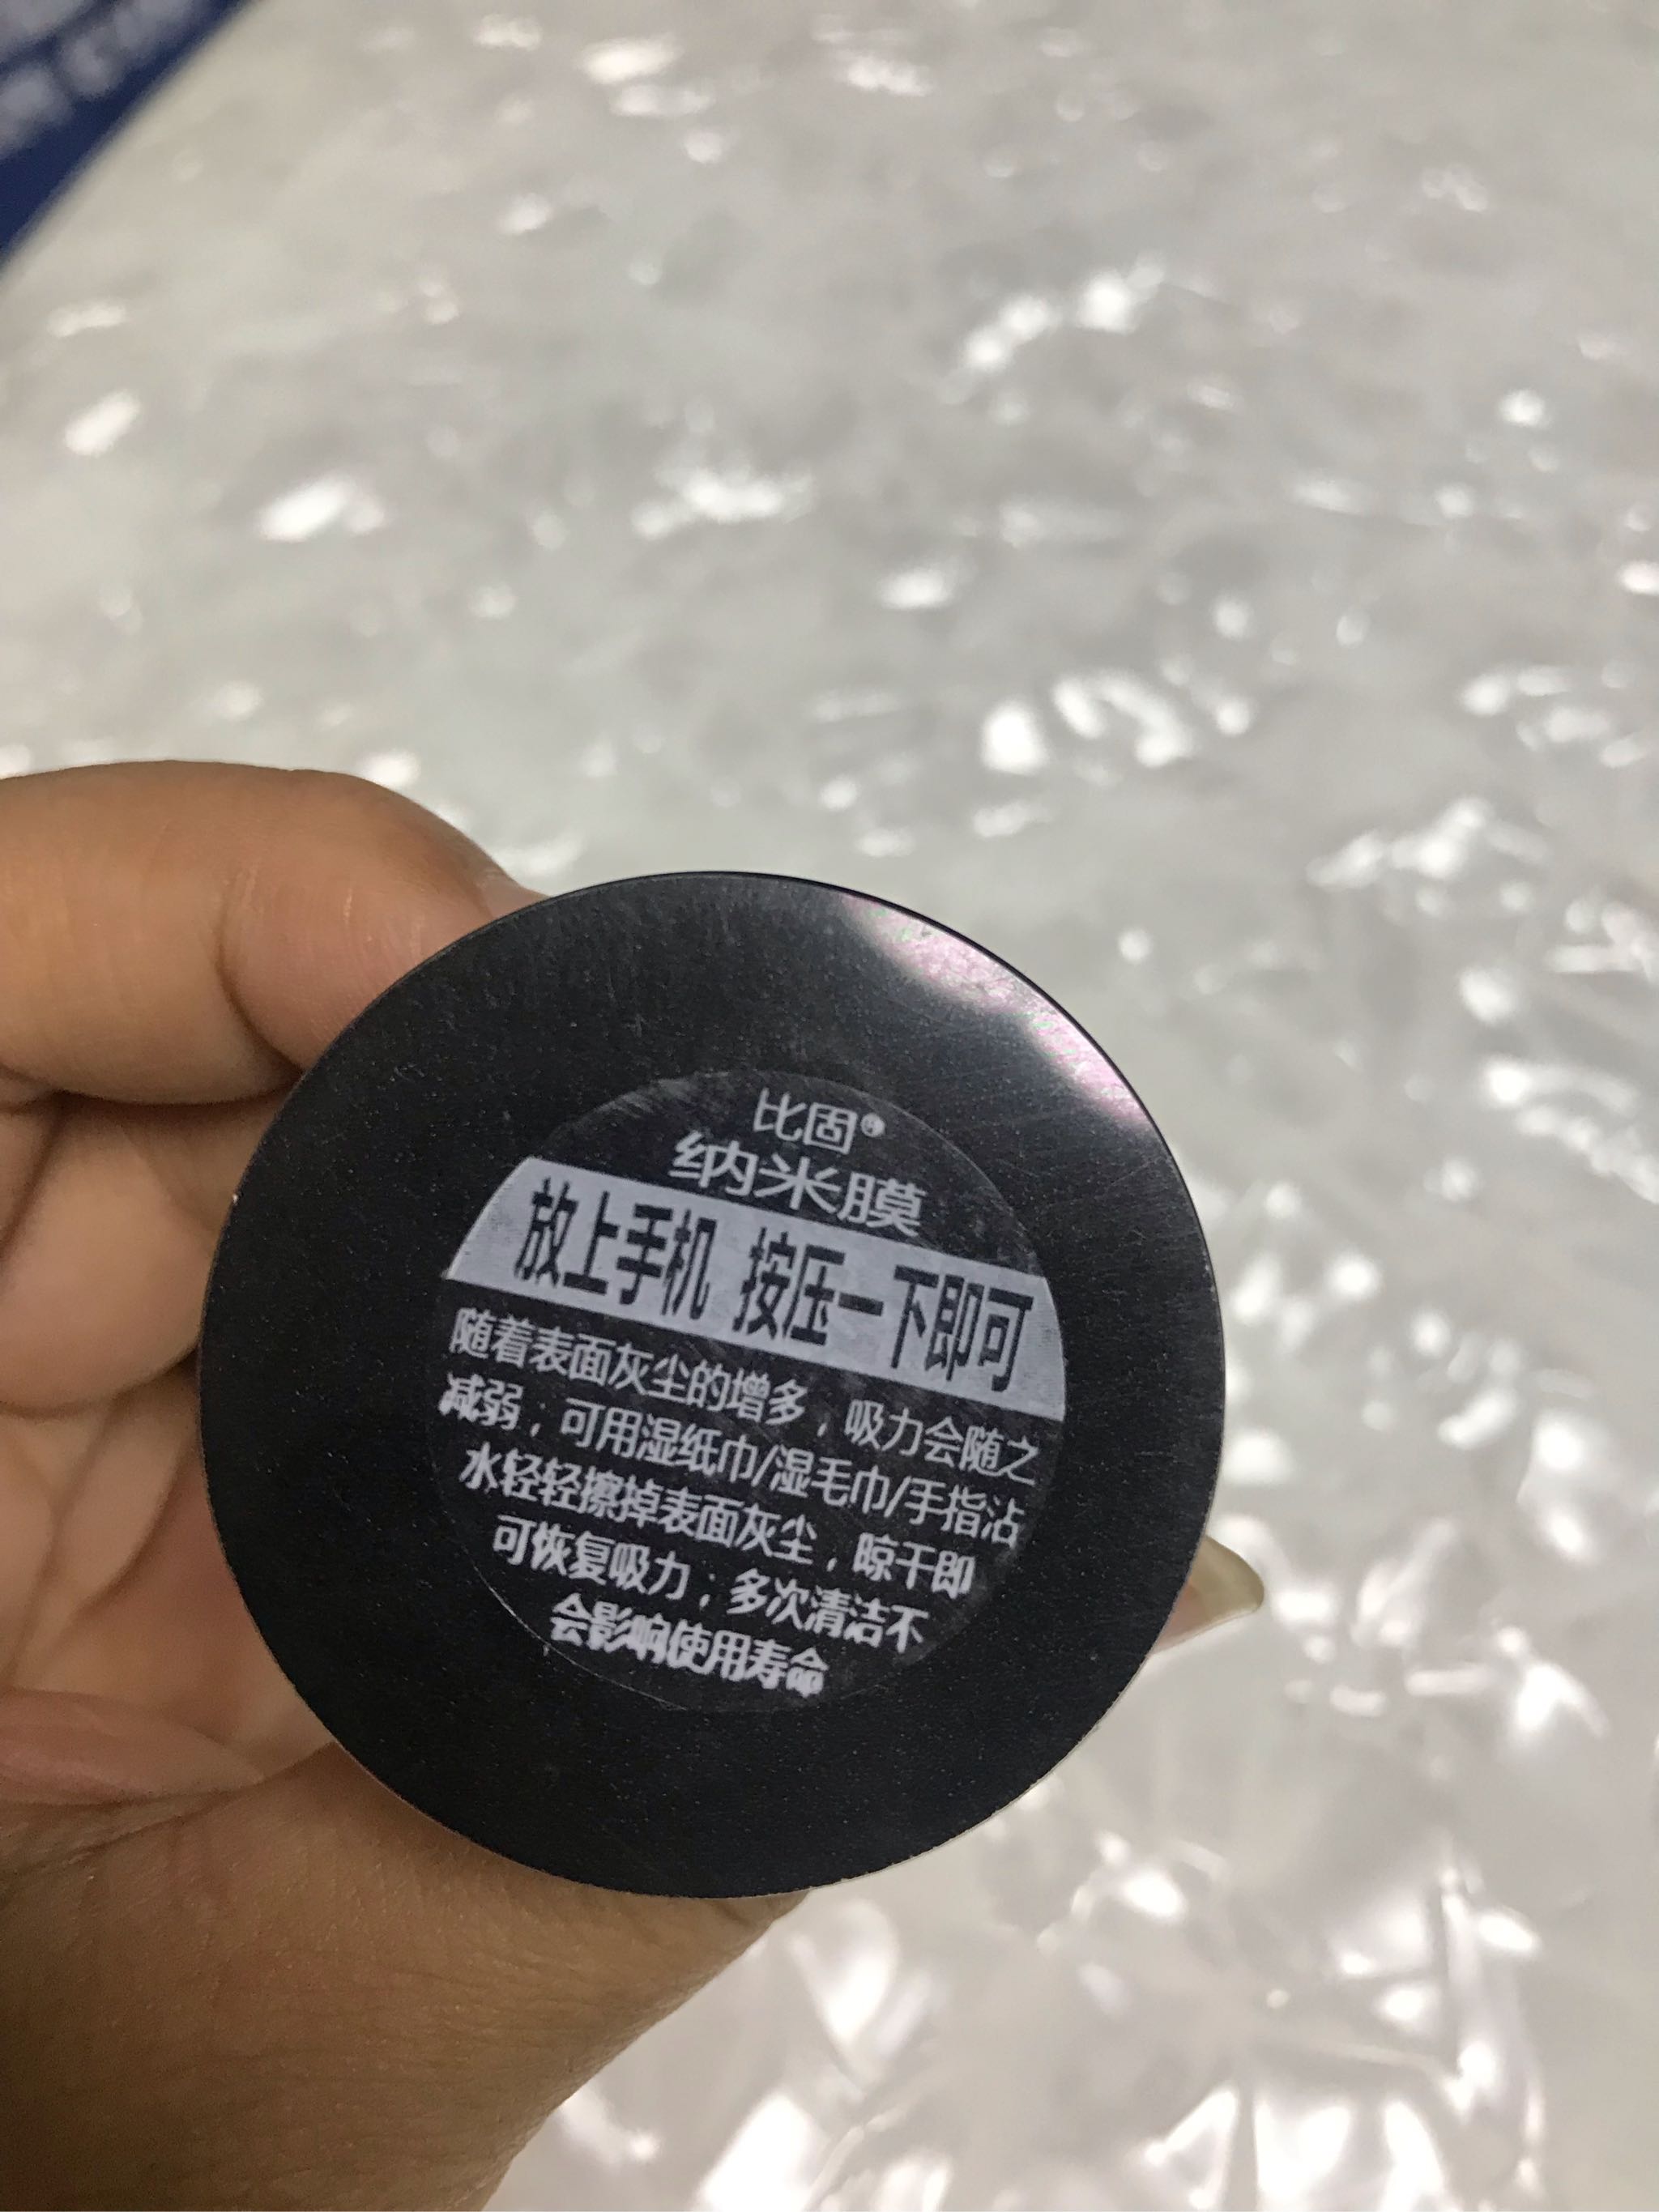 比固®
纳米膜
放上手机 按压一下即可
随着表面灰尘的增多，吸力会随之
减弱；可用湿纸巾/湿毛巾/手指沾
水轻轻擦掉表面灰尘，晾干即
可恢复吸力；多次清洁不
会影响使用寿命